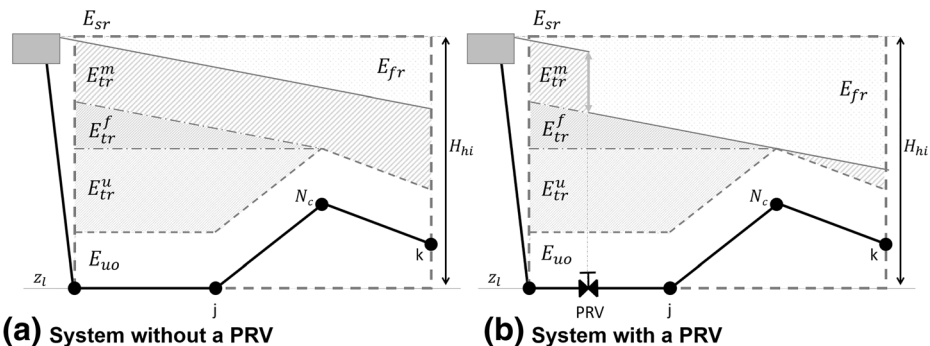 E_sr
E_fr
E_tr^m
E_tr^f
E_tr^u
H_hi
N_c
E_uo
k
z_l
j
(a) System without a PRV
E_sr
E_tr^m
E_fr
E_tr^f
H_hi
E_tr^u
N_c
E_uo
k
z_l
PRV
j
(b) System with a PRV